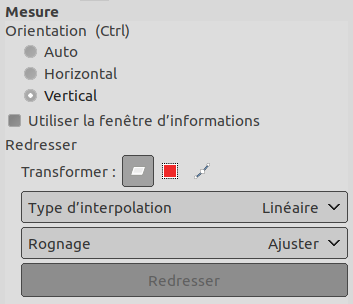 Mesure
Orientation (Ctrl)
Auto
Horizontal
Vertical
Utiliser la fenêtre d’informations
Redresser
Transformer :
Type d’interpolation Linéaire
Rognage Ajuster
Redresser